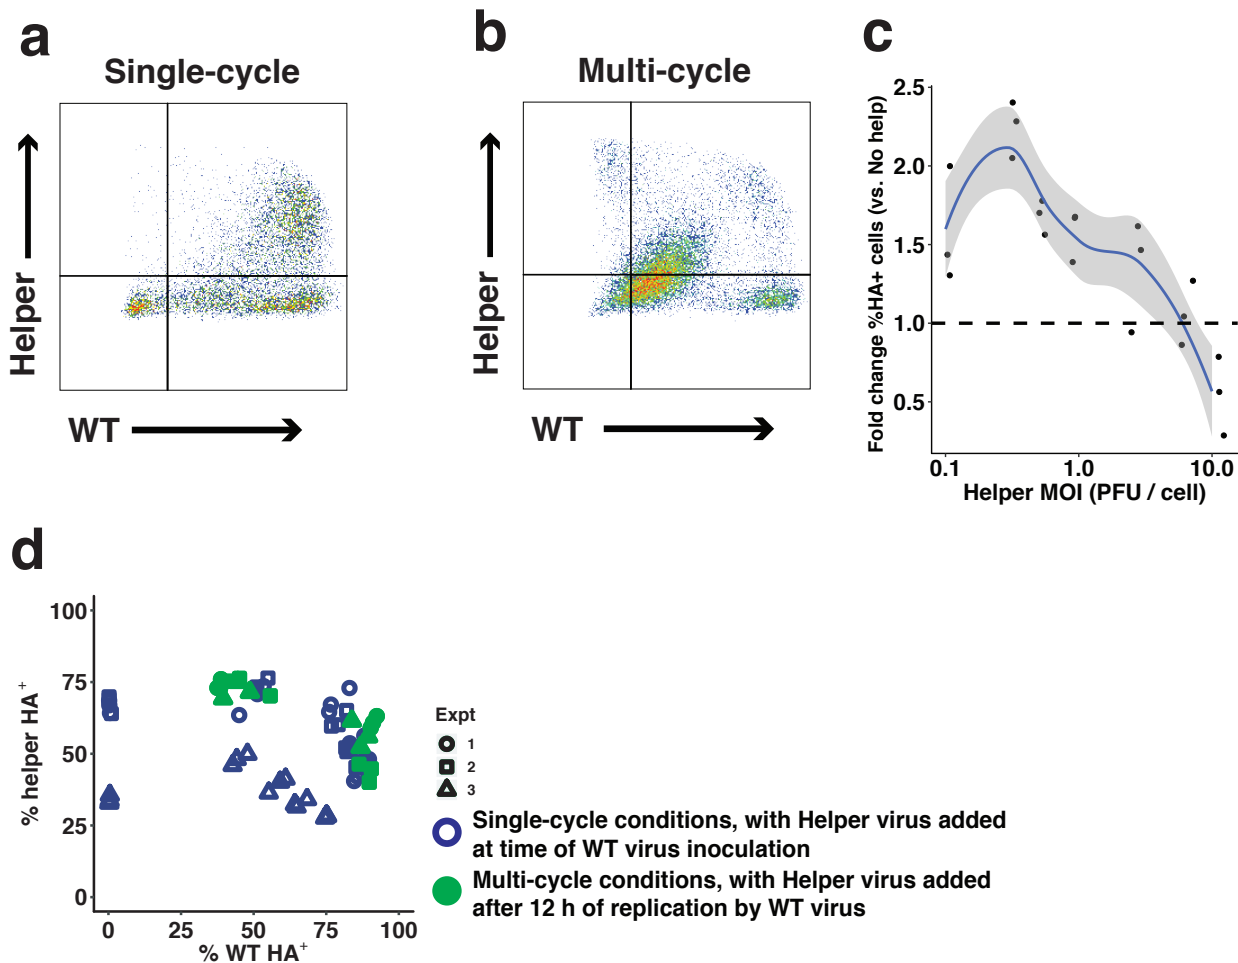 a
Single-cycle
Helper
WT
b
Multi-cycle
Helper
WT
c
Fold change %HA+ cells (vs. No help)
2.5
2.0
1.5
1.0
0.5
0.1 1.0 10.0
Helper MOI (PFU / cell)
d
% helper HA+
100
75
50
25
0
0 25 50 75 100
% WT HA+
Expt
1
2
3
Single-cycle conditions, with Helper virus added
at time of WT virus inoculation
Multi-cycle conditions, with Helper virus added
after 12 h of replication by WT virus